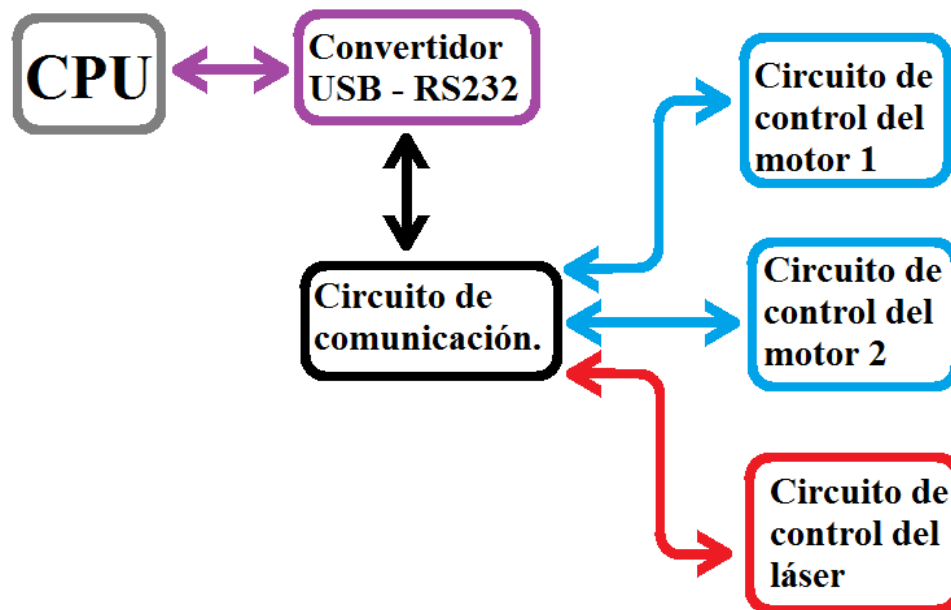 CPU
Convertidor
USB - RS232
Circuito de
control del
motor 1
Circuito de
comunicación.
Circuito de
control del
motor 2
Circuito de
control del
láser